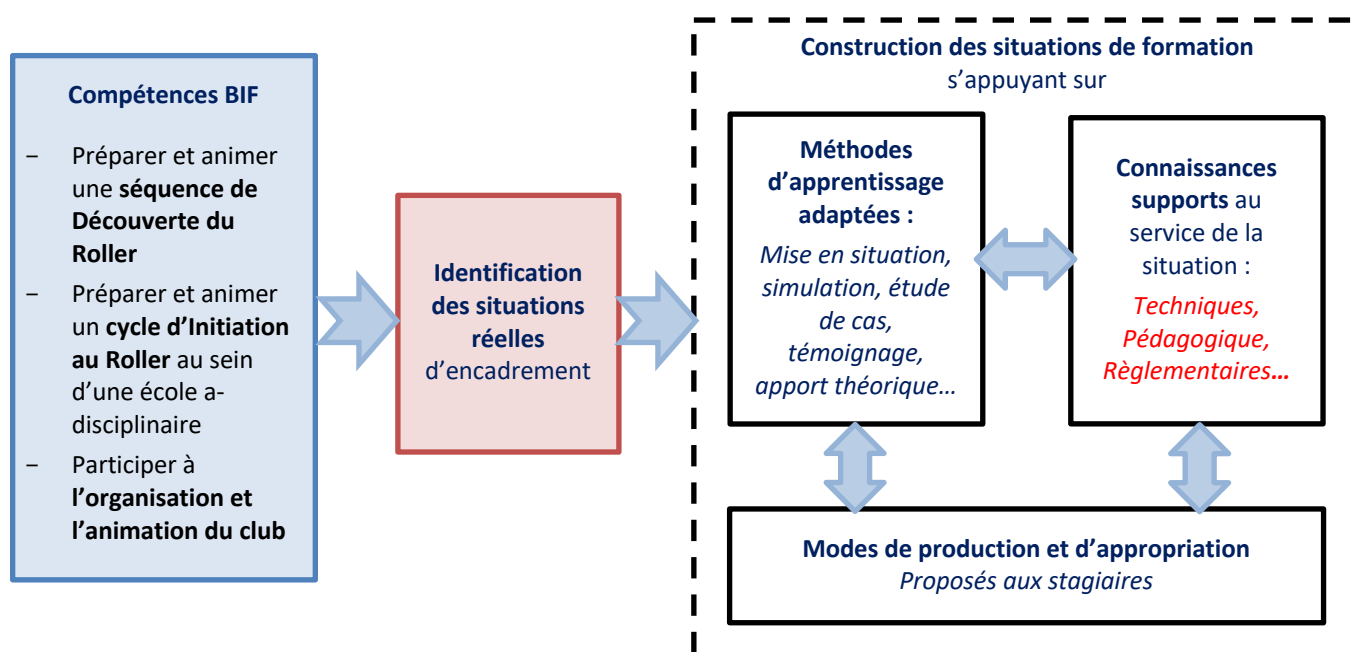 Compétences BIF
– Préparer et animer
une séquence de
Découverte du
Roller
– Préparer et animer
un cycle d’Initiation
au Roller au sein
d’une école a-
disciplinaire
– Participer à
l’organisation et
l’animation du club
Identification
des situations
réelles
d’encadrement
Construction des situations de formation
s’appuyant sur
Méthodes
d’apprentissage
adaptées :
Mise en situation,
simulation, étude
de cas,
témoignage,
apport théorique…
Connaissances
supports au
service de la
situation :
Techniques,
Pédagogique,
Règlementaires…
Modes de production et d’appropriation
Proposés aux stagiaires